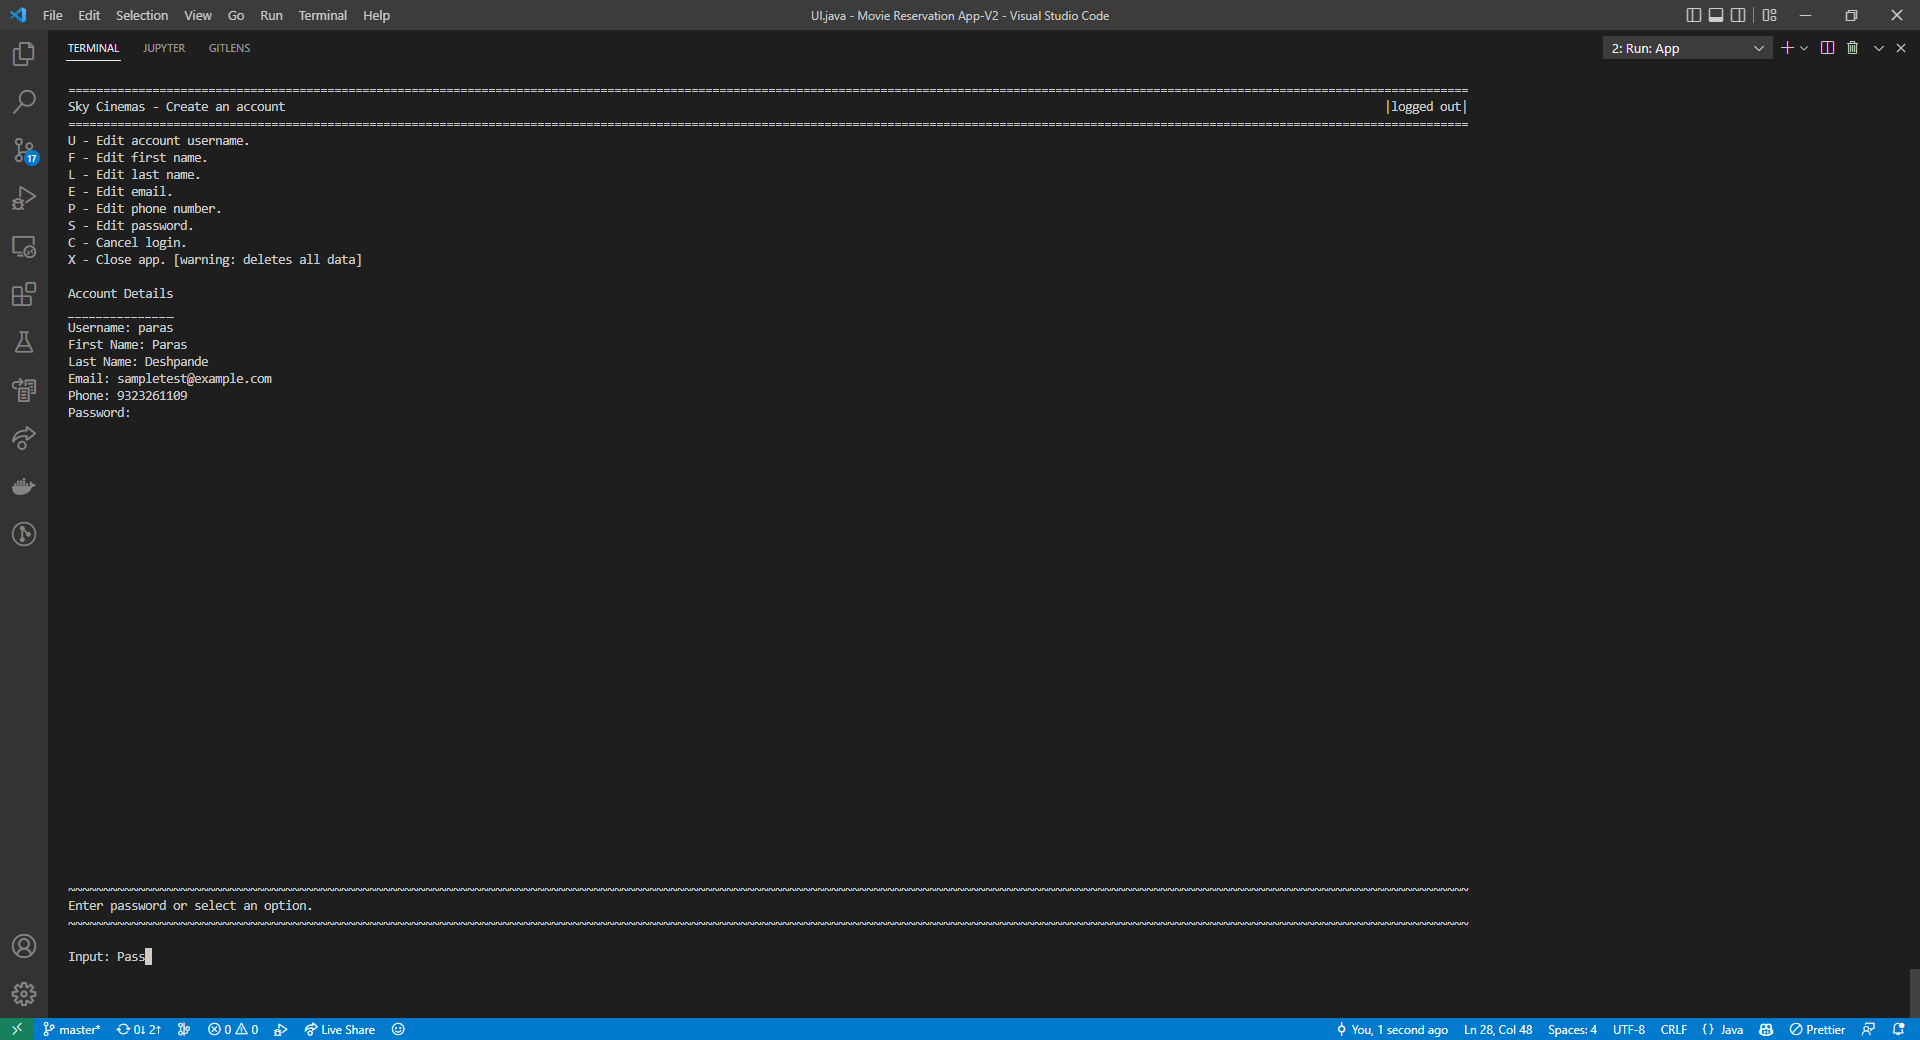 File Edit Selection View Go Run Terminal Help
UI.java - Movie Reservation App-V2 - Visual Studio Code
TERMINAL JUPYTER GITLENS
2: Run: App
Sky Cinemas - Create an account |logged out|
U - Edit account username.
F - Edit first name.
L - Edit last name.
E - Edit email.
P - Edit phone number.
S - Edit password.
C - Cancel login.
X - Close app. [warning: deletes all data]
Account Details
_______________
Username: paras
First Name: Paras
Last Name: Deshpande
Email: sampletest@example.com
Phone: 9323261109
Password:
Enter password or select an option.
Input: Pass
17
master* 0↓ 2↑ 0 0 Live Share
You, 1 second ago Ln 28, Col 48 Spaces: 4 UTF-8 CRLF {} Java Prettier